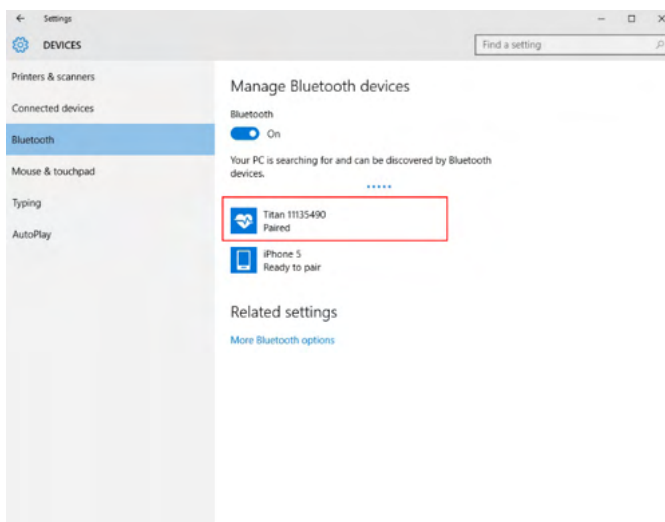 Settings
DEVICES
Find a setting
Printers & scanners
Connected devices
Bluetooth
Mouse & touchpad
Typing
AutoPlay
Manage Bluetooth devices
Bluetooth
On
Your PC is searching for and can be discovered by Bluetooth
devices.
Titan 11135490
Paired
iPhone 5
Ready to pair
Related settings
More Bluetooth options